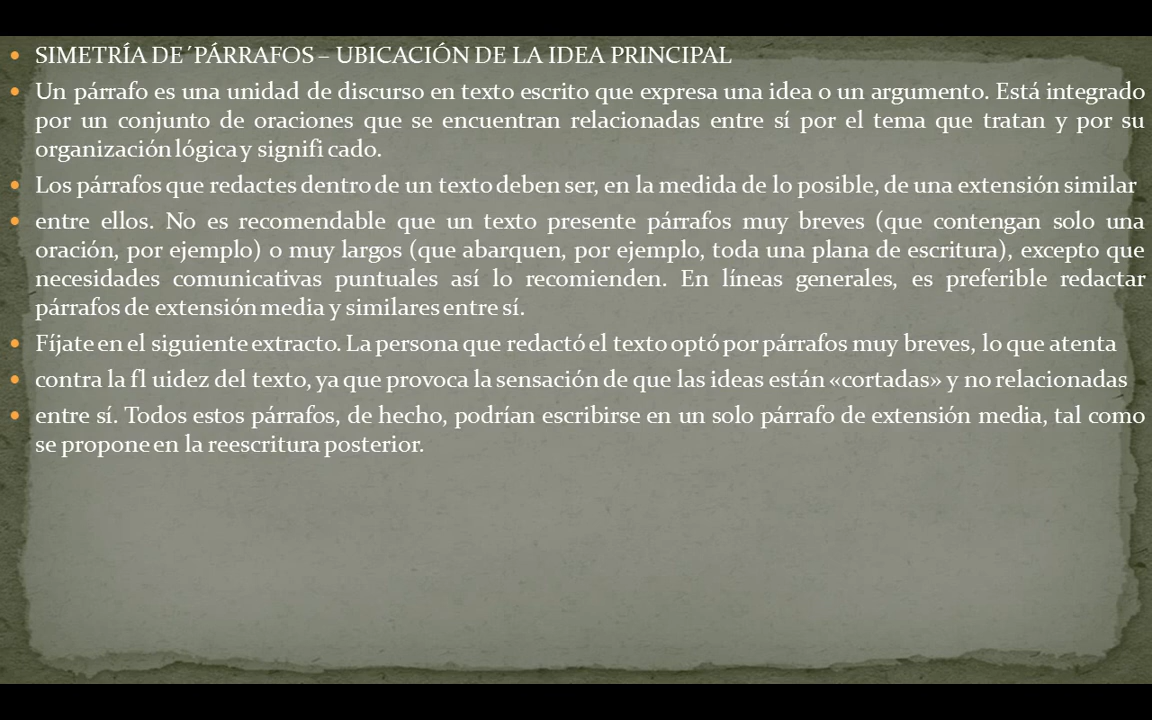 • SIMETRÍA DE ´PÁRRAFOS – UBICACIÓN DE LA IDEA PRINCIPAL
• Un párrafo es una unidad de discurso en texto escrito que expresa una idea o un argumento. Está integrado
por un conjunto de oraciones que se encuentran relacionadas entre sí por el tema que tratan y por su
organización lógica y signifi cado.
• Los párrafos que redactes dentro de un texto deben ser, en la medida de lo posible, de una extensión similar
• entre ellos. No es recomendable que un texto presente párrafos muy breves (que contengan solo una
oración, por ejemplo) o muy largos (que abarquen, por ejemplo, toda una plana de escritura), excepto que
necesidades comunicativas puntuales así lo recomienden. En líneas generales, es preferible redactar
párrafos de extensión media y similares entre sí.
• Fíjate en el siguiente extracto. La persona que redactó el texto optó por párrafos muy breves, lo que atenta
• contra la fl uidez del texto, ya que provoca la sensación de que las ideas están «cortadas» y no relacionadas
• entre sí. Todos estos párrafos, de hecho, podrían escribirse en un solo párrafo de extensión media, tal como
se propone en la reescritura posterior.